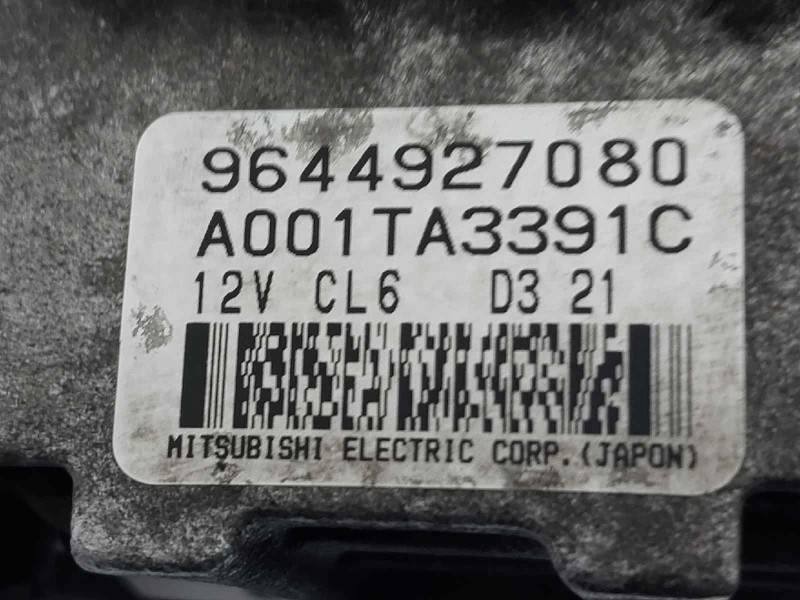 9644927080
A001TA3391C
12V CL6 D3 21
MITSUBISHI ELECTRIC CORP. (JAPON)